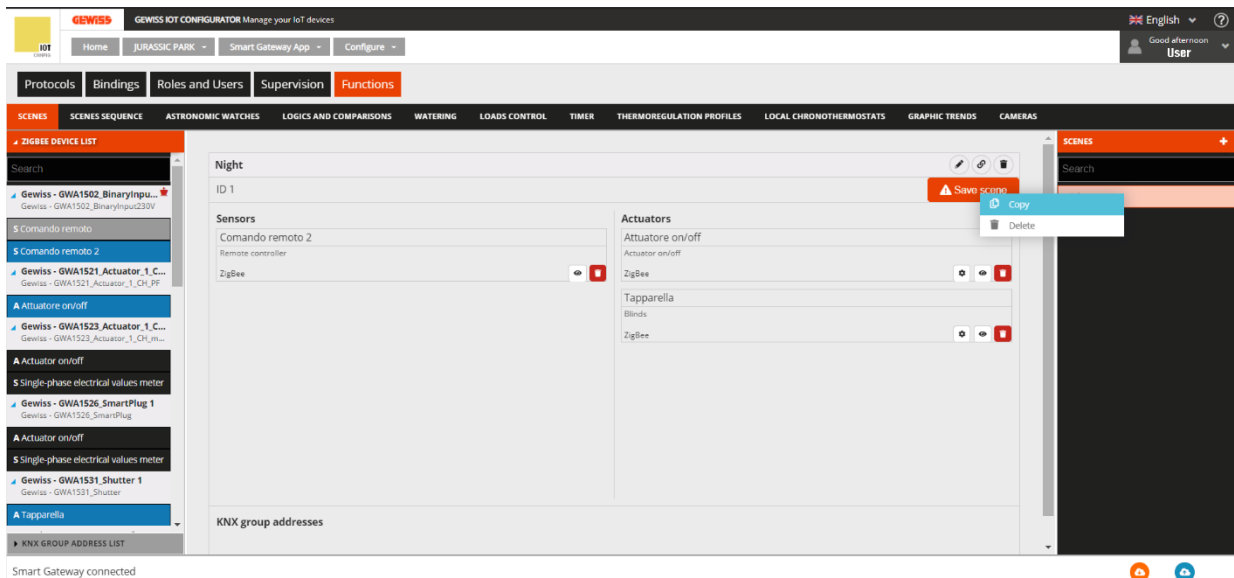 GEWISS
GEWISS IOT CONFIGURATOR Manage your IoT devices
English
IOT
Home
JURASSIC PARK
Smart Gateway App
Configure
Good afternoon
User
Protocols
Bindings
Roles and Users
Supervision
Functions
SCENES
SCENES SEQUENCE
ASTRONOMIC WATCHES
LOGICS AND COMPARISONS
WATERING
LOADS CONTROL
TIMER
THERMOREGULATION PROFILES
LOCAL CHRONOTHERMOSTATS
GRAPHIC TRENDS
CAMERAS
ZIGBEE DEVICE LIST
Search
Gewiss - GWA1502_BinaryInpu...
Gewiss - GWA1502_BinaryInput230V
S Comando remoto
S Comando remoto 2
Gewiss - GWA1521_Actuator_1_C...
Gewiss - GWA1521_Actuator_1_CH_PF
A Attuatore on/off
Gewiss - GWA1523_Actuator_1_C...
Gewiss - GWA1523_Actuator_1_CH_m...
A Actuator on/off
S Single-phase electrical values meter
Gewiss - GWA1526_SmartPlug 1
Gewiss - GWA1526_SmartPlug
A Actuator on/off
S Single-phase electrical values meter
Gewiss - GWA1531_Shutter 1
Gewiss - GWA1531_Shutter
A Tapparella
KNX GROUP ADDRESS LIST
Night
ID 1
Save scene
Sensors
Comando remoto 2
Remote controller
ZigBee
Actuators
Attuatore on/off
Actuator on/off
ZigBee
Tapparella
Blinds
ZigBee
KNX group addresses
SCENES
Search
Copy
Delete
Smart Gateway connected